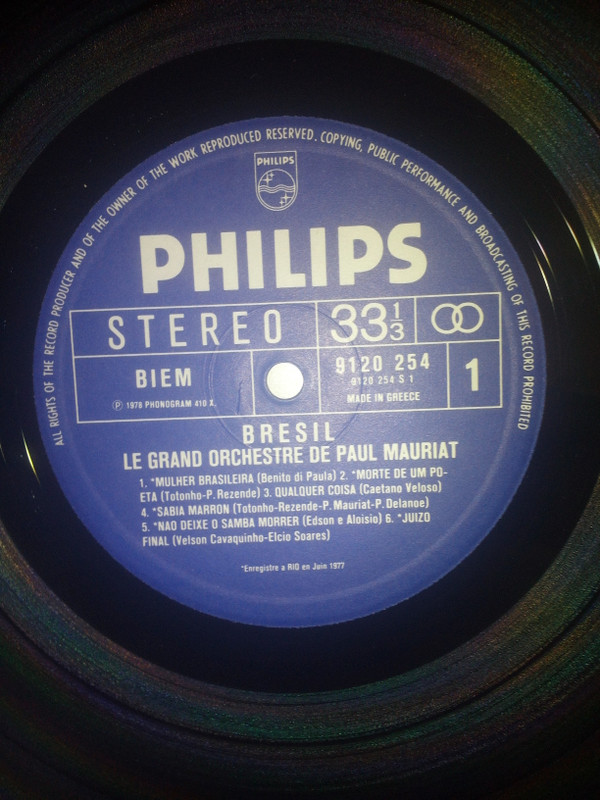 ALL RIGHTS OF THE RECORD PRODUCER AND OF THE OWNER OF THE WORK REPRODUCED RESERVED. COPYING, PUBLIC PERFORMANCE AND BROADCASTING OF THIS RECORD PROHIBITED
PHILIPS
PHILIPS
STEREO 33 1/3
BIEM 9120 254 1
9120 254 S 1
Ⓟ 1978 PHONOGRAM 410 X. MADE IN GREECE
BRESIL
LE GRAND ORCHESTRE DE PAUL MAURIAT
1. *MULHER BRASILEIRA (Benito di Paula) 2. *MORTE DE UM PO-
ETA (Totonho-P. Rezende) 3. QUALQUER COISA (Caetano Veloso)
4. *SABIA MARRON (Totonho-Rezende-P. Mauriat-P. Delanoe)
5. *NAO DEIXE O SAMBA MORRER (Edson e Aloisio) 6. *JUIZO
FINAL (Velson Cavaquinho-Elcio Soares)
*Enregistre a RIO en Juin 1977